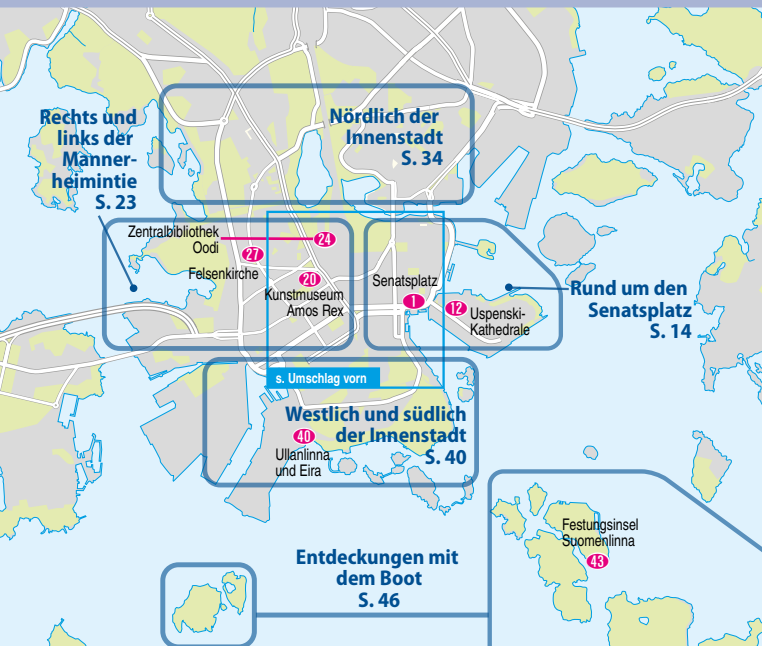 Rechts und
links der
Manner-
heimintie
S. 23
Nördlich der
Innenstadt
S. 34
Zentralbibliothek
Oodi
24
27
Felsenkirche
20
Kunstmuseum
Amos Rex
Senatsplatz
1
12
Uspenski-
Kathedrale
Rund um den
Senatsplatz
S. 14
s. Umschlag vorn
Westlich und südlich
der Innenstadt
S. 40
40
Ullanlinna
und Eira
Festungsinsel
Suomenlinna
43
Entdeckungen mit
dem Boot
S. 46